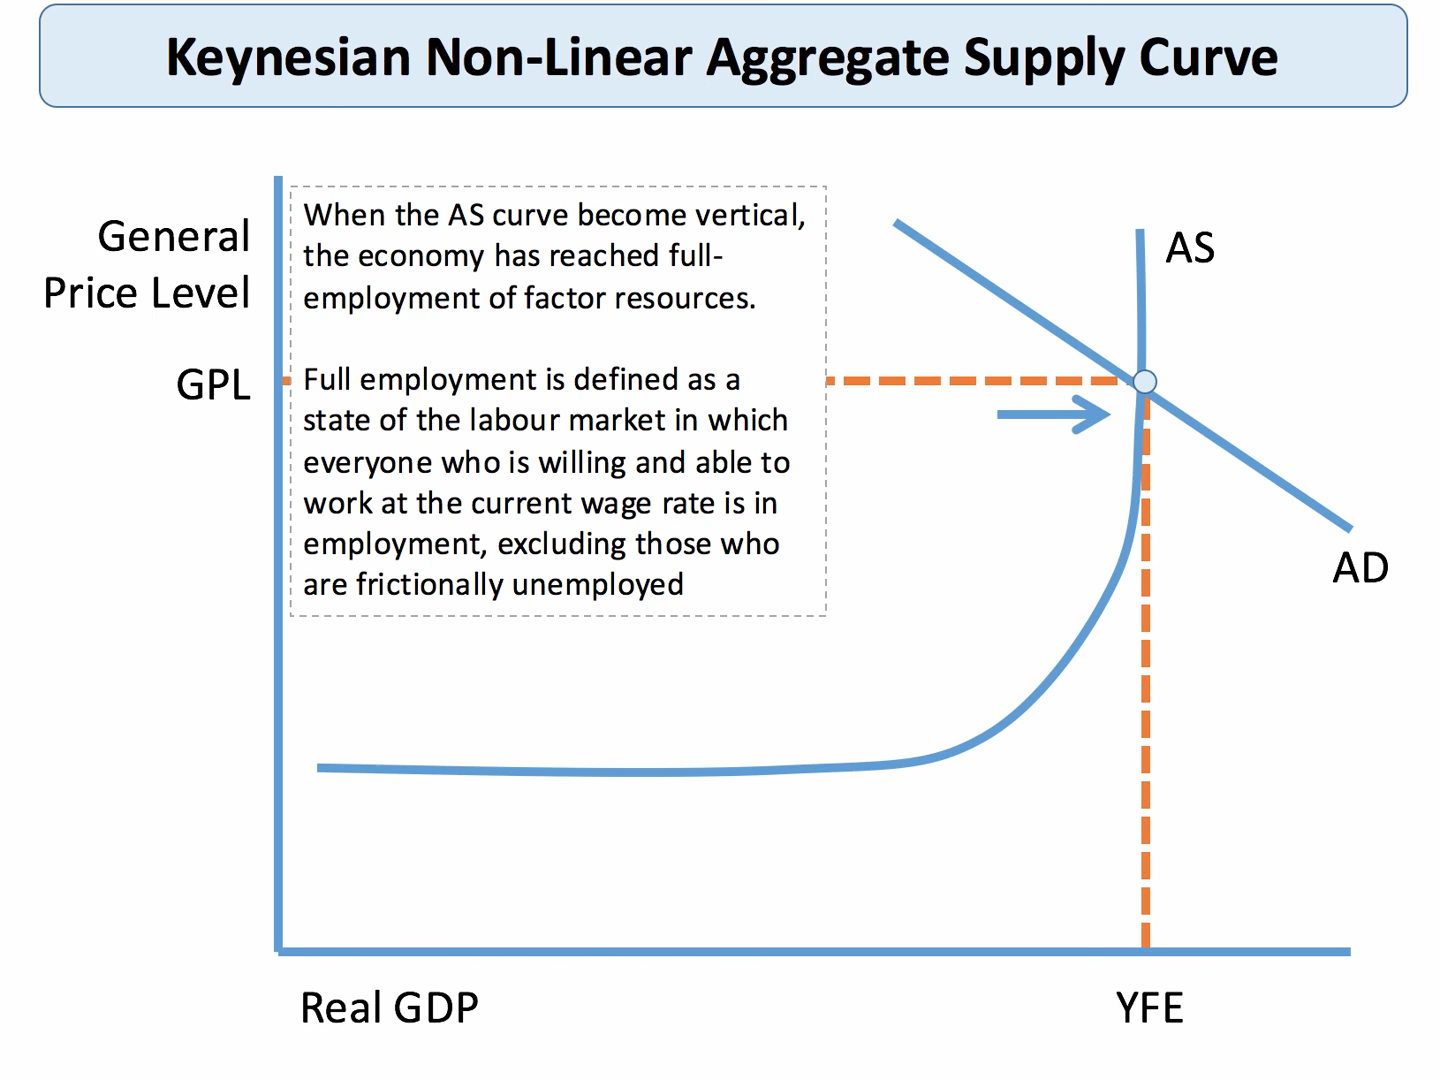 Keynesian Non-Linear Aggregate Supply Curve
General
Price Level
When the AS curve become vertical,
the economy has reached full-
employment of factor resources.
Full employment is defined as a
state of the labour market in which
everyone who is willing and able to
work at the current wage rate is in
employment, excluding those who
are frictionally unemployed
AS
GPL
AD
Real GDP
YFE